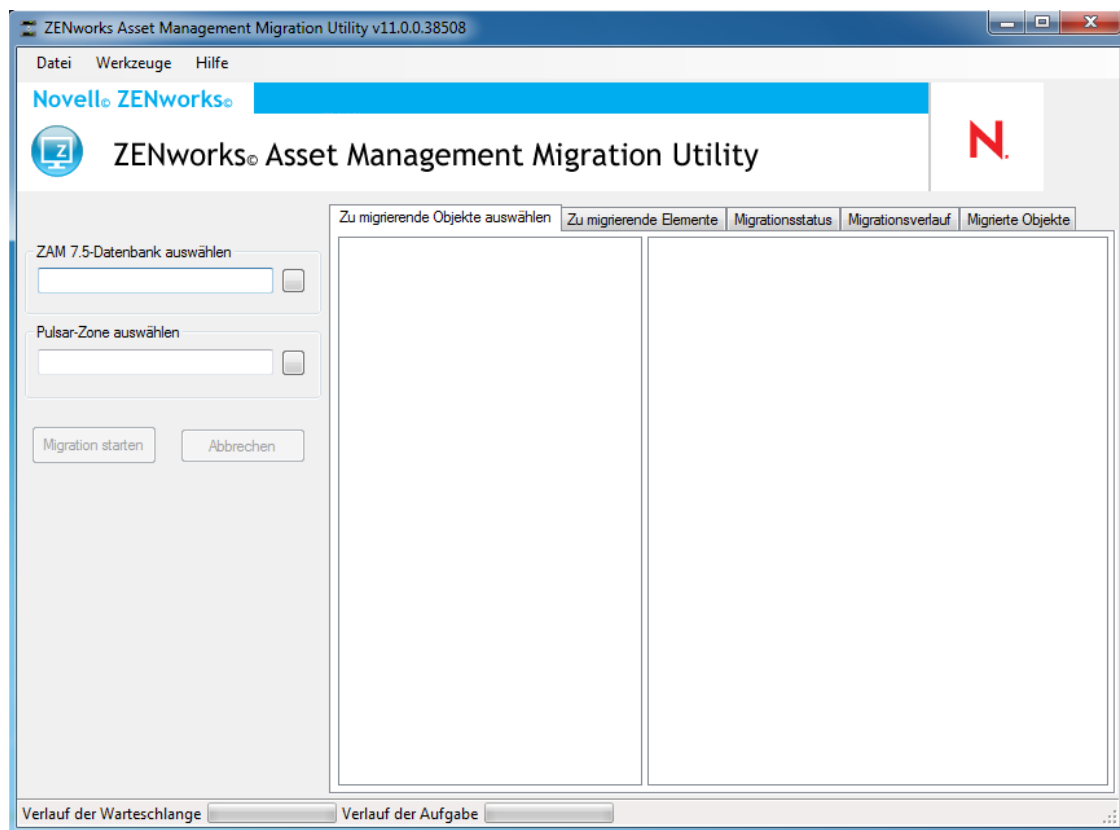 ZENworks Asset Management Migration Utility v11.0.0.38508
Datei Werkzeuge Hilfe
Novell© ZENworks©
ZENworks© Asset Management Migration Utility
N.
Zu migrierende Objekte auswählen Zu migrierende Elemente Migrationsstatus Migrationsverlauf Migrierte Objekte
ZAM 7.5-Datenbank auswählen
Pulsar-Zone auswählen
Migration starten Abbrechen
Verlauf der Warteschlange Verlauf der Aufgabe